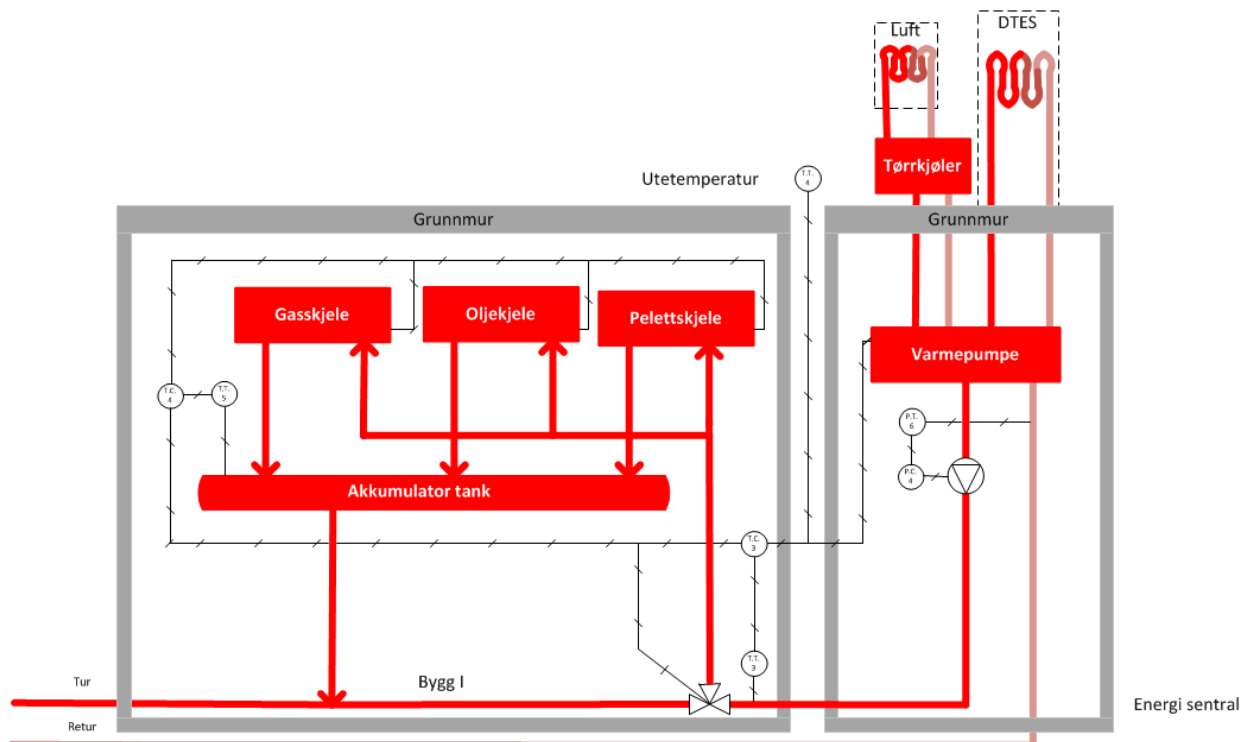 Luft
DTES
Tørrkjøler
Utetemperatur
T.T.
4
Grunnmur
Grunnmur
Gasskjele
Oljekjele
Pelettskjele
Varmepumpe
T.C.
4
T.T.
5
P.T.
6
P.C.
4
Akkumulator tank
T.C.
3
T.T.
3
Tur
Bygg I
Energi sentral
Retur